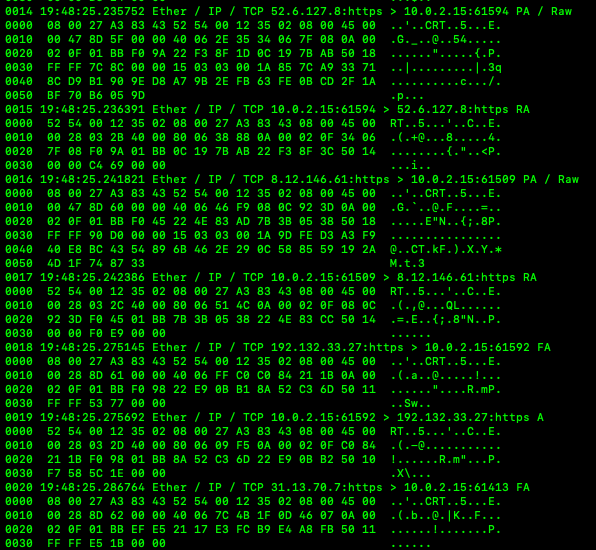 0014 19:48:25.235752 Ether / IP / TCP 52.6.127.8:https > 10.0.2.15:61594 PA / Raw
0000  08 00 27 A3 83 43 52 54 00 12 35 02 08 00 45 00  ..'..CRT..5...E.
0010  00 47 8D 5F 00 00 40 06 2E 35 34 06 7F 08 0A 00  .G._..@..54.....
0020  02 0F 01 BB F0 9A 22 F3 8F 1D 0C 19 7B AB 50 18  ......".....{.P.
0030  FF FF 7C 8C 00 00 15 03 03 00 1A 85 7C A9 33 71  ..|.........|.3q
0040  8C D9 B1 90 9E D8 A7 9B 2E FB 63 FE 0B CD 2F 1A  ..........c.../.
0050  BF 70 B6 05 9D  .p...
0015 19:48:25.236391 Ether / IP / TCP 10.0.2.15:61594 > 52.6.127.8:https RA
0000  52 54 00 12 35 02 08 00 27 A3 83 43 08 00 45 00  RT..5...'..C..E.
0010  00 28 03 2B 40 00 80 06 38 88 0A 00 02 0F 34 06  .(.+@...8.....4.
0020  7F 08 F0 9A 01 BB 0C 19 7B AB 22 F3 8F 3C 50 14  ........{."..<P.
0030  00 00 C4 69 00 00  ...i..
0016 19:48:25.241821 Ether / IP / TCP 8.12.146.61:https > 10.0.2.15:61509 PA / Raw
0000  08 00 27 A3 83 43 52 54 00 12 35 02 08 00 45 00  ..'..CRT..5...E.
0010  00 47 8D 60 00 00 40 06 46 F9 08 0C 92 3D 0A 00  .G.`..@.F....=..
0020  02 0F 01 BB F0 45 22 4E 83 AD 7B 3B 05 38 50 18  .....E"N..{;.8P.
0030  FF FF 90 D0 00 00 15 03 03 00 1A 9D FE D3 A3 F9  ................
0040  40 E8 BC 43 54 89 6B 46 2E 29 0C 58 85 59 19 2A  @..CT.kF.).X.Y.*
0050  4D 1F 74 87 33  M.t.3
0017 19:48:25.242386 Ether / IP / TCP 10.0.2.15:61509 > 8.12.146.61:https RA
0000  52 54 00 12 35 02 08 00 27 A3 83 43 08 00 45 00  RT..5...'..C..E.
0010  00 28 03 2C 40 00 80 06 51 4C 0A 00 02 0F 08 0C  .(.,@...QL......
0020  92 3D F0 45 01 BB 7B 3B 05 38 22 4E 83 CC 50 14  .=.E..{;.8"N..P.
0030  00 00 F0 E9 00 00  ......
0018 19:48:25.275145 Ether / IP / TCP 192.132.33.27:https > 10.0.2.15:61592 FA
0000  08 00 27 A3 83 43 52 54 00 12 35 02 08 00 45 00  ..'..CRT..5...E.
0010  00 28 8D 61 00 00 40 06 FF C0 C0 84 21 1B 0A 00  .(.a..@.....!...
0020  02 0F 01 BB F0 98 22 E9 0B B1 8A 52 C3 6D 50 11  ......"....R.mP.
0030  FF FF 53 77 00 00  ..Sw..
0019 19:48:25.275692 Ether / IP / TCP 10.0.2.15:61592 > 192.132.33.27:https A
0000  52 54 00 12 35 02 08 00 27 A3 83 43 08 00 45 00  RT..5...'..C..E.
0010  00 28 03 2D 40 00 80 06 09 F5 0A 00 02 0F C0 84  .(.-@...........
0020  21 1B F0 98 01 BB 8A 52 C3 6D 22 E9 0B B2 50 10  !......R.m"...P.
0030  F7 58 5C 1E 00 00  .X\...
0020 19:48:25.286764 Ether / IP / TCP 31.13.70.7:https > 10.0.2.15:61413 FA
0000  08 00 27 A3 83 43 52 54 00 12 35 02 08 00 45 00  ..'..CRT..5...E.
0010  00 28 8D 62 00 00 40 06 7C 4B 1F 0D 46 07 0A 00  .(.b..@.|K..F...
0020  02 0F 01 BB EF E5 21 17 E3 FC B9 E4 A8 FB 50 11  ......!.......P.
0030  FF FF E5 1B 00 00  ......